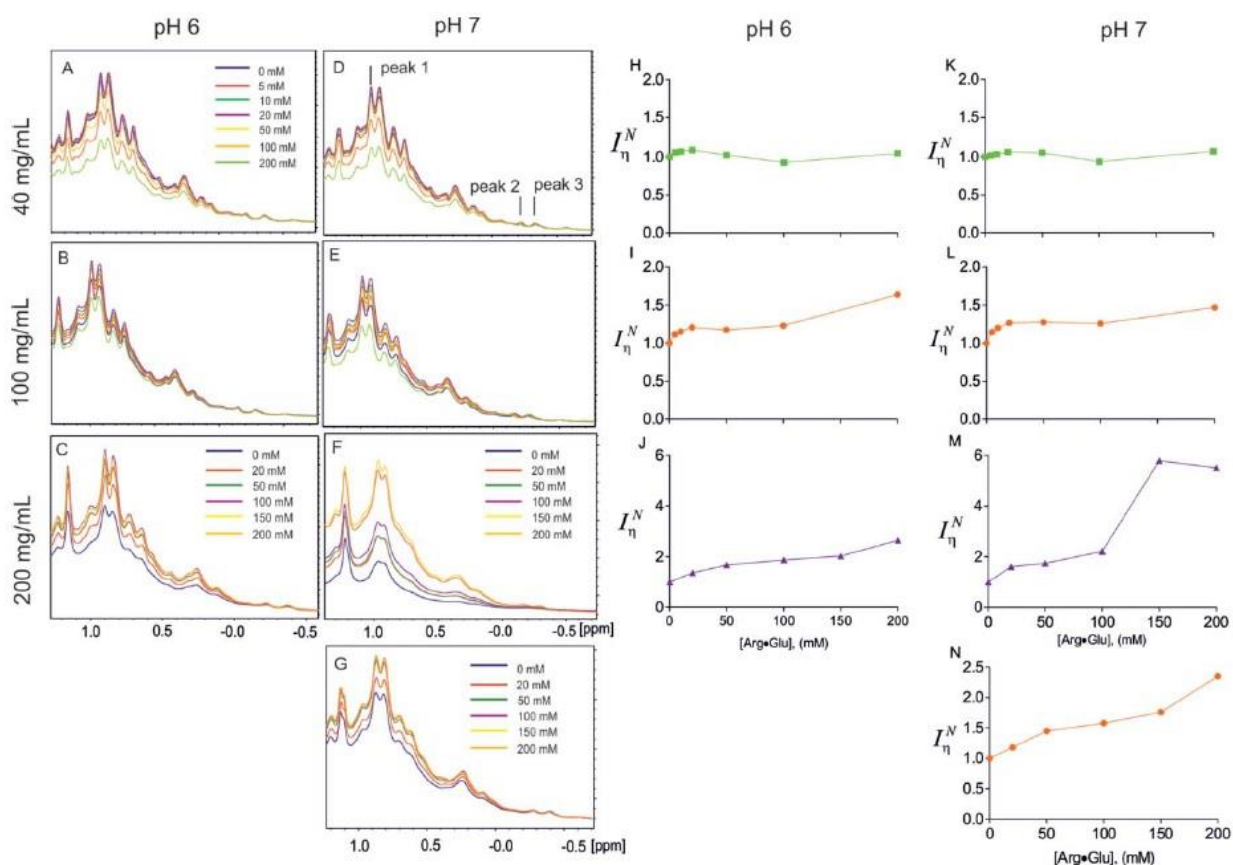 pH 6
pH 7
pH 6
pH 7
40 mg/mL
100 mg/mL
200 mg/mL
A
0 mM
5 mM
10 mM
20 mM
50 mM
100 mM
200 mM
D
peak 1
peak 2
peak 3
B
E
C
0 mM
20 mM
50 mM
100 mM
150 mM
200 mM
1.0 0.5 -0.0 -0.5
F
0 mM
20 mM
50 mM
100 mM
150 mM
200 mM
1.0 0.5 -0.0 -0.5 [ppm]
G
0 mM
20 mM
50 mM
100 mM
150 mM
200 mM
1.0 0.5 -0.0 [ppm]
H
2.0
1.5
1.0
0.5
0.0
I_η^N
K
2.0
1.5
1.0
0.5
0.0
I_η^N
I
2.0
1.5
1.0
0.5
0.0
I_η^N
L
2.0
1.5
1.0
0.5
0.0
I_η^N
J
6
4
2
0
I_η^N
0 50 100 150 200
[Arg•Glu], (mM)
M
6
4
2
0
I_η^N
0 50 100 150 200
[Arg•Glu], (mM)
N
2.5
2.0
1.5
1.0
0.5
0.0
I_η^N
0 50 100 150 200
[Arg•Glu], (mM)